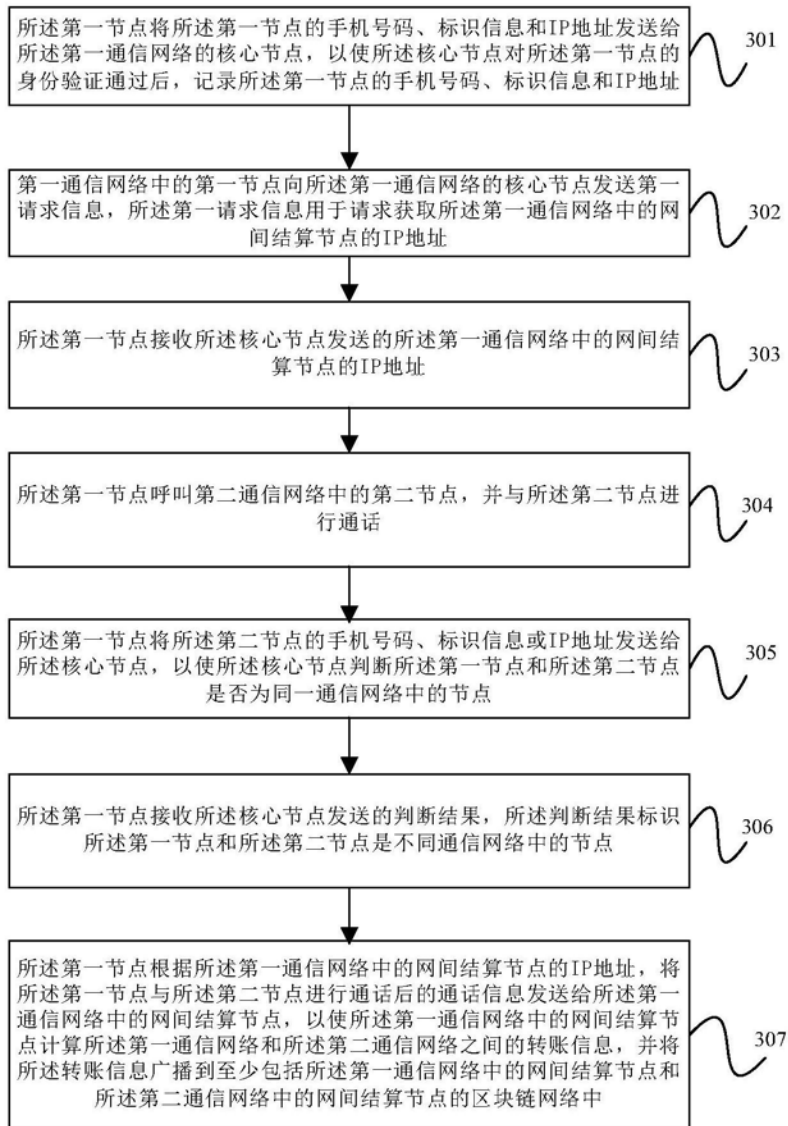 所述第一节点将所述第一节点的手机号码、标识信息和IP地址发送给
所述第一通信网络的核心节点，以使所述核心节点对所述第一节点的
身份验证通过后，记录所述第一节点的手机号码、标识信息和IP地址
301
第一通信网络中的第一节点向所述第一通信网络的核心节点发送第一
请求信息，所述第一请求信息用于请求获取所述第一通信网络中的网
间结算节点的IP地址
302
所述第一节点接收所述核心节点发送的所述第一通信网络中的网间结
算节点的IP地址
303
所述第一节点呼叫第二通信网络中的第二节点，并与所述第二节点进
行通话
304
所述第一节点将所述第二节点的手机号码、标识信息或IP地址发送给
所述核心节点，以使所述核心节点判断所述第一节点和所述第二节点
是否为同一通信网络中的节点
305
所述第一节点接收所述核心节点发送的判断结果，所述判断结果标识
所述第一节点和所述第二节点是不同通信网络中的节点
306
所述第一节点根据所述第一通信网络中的网间结算节点的IP地址，将
所述第一节点与所述第二节点进行通话后的通话信息发送给所述第一
通信网络中的网间结算节点，以使所述第一通信网络中的网间结算节
点计算所述第一通信网络和所述第二通信网络之间的转账信息，并将
所述转账信息广播到至少包括所述第一通信网络中的网间结算节点和
所述第二通信网络中的网间结算节点的区块链网络中
307